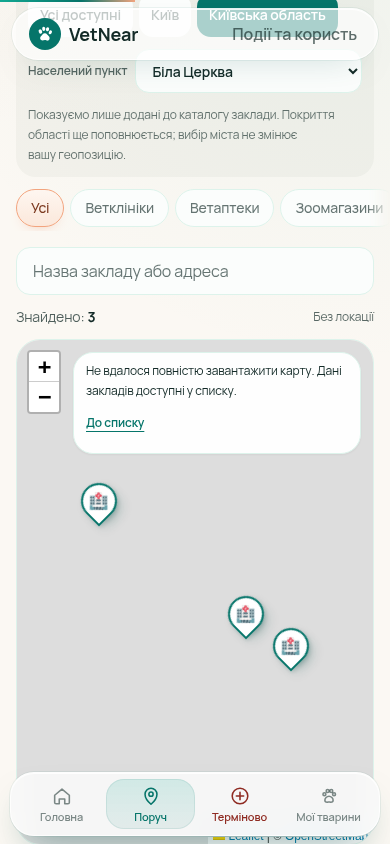 Усі доступні Київ Київська область
VetNear Події та користь
Населений пункт Біла Церква
Показуємо лише додані до каталогу заклади. Покриття
області ще поповнюється; вибір міста не змінює
вашу геопозицію.
Усі Ветклініки Ветаптеки Зоомагазини
Назва закладу або адреса
Знайдено: 3 Без локації
+ Не вдалося повністю завантажити карту. Дані
− закладів доступні у списку.
До списку
Головна Поруч Терміново Мої тварини
Leaflet | © OpenStreetMap